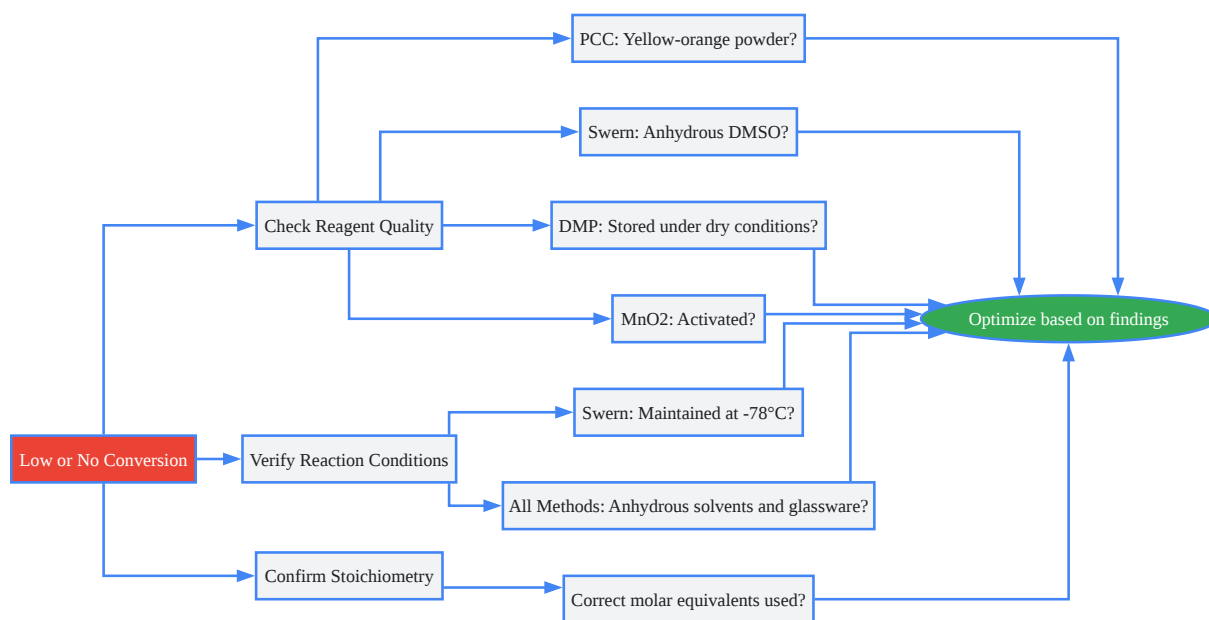 PCC: Yellow-orange powder?
Swern: Anhydrous DMSO?
Check Reagent Quality
DMP: Stored under dry conditions?
MnO2: Activated?
Optimize based on findings
Swern: Maintained at -78°C?
Low or No Conversion
Verify Reaction Conditions
All Methods: Anhydrous solvents and glassware?
Confirm Stoichiometry
Correct molar equivalents used?